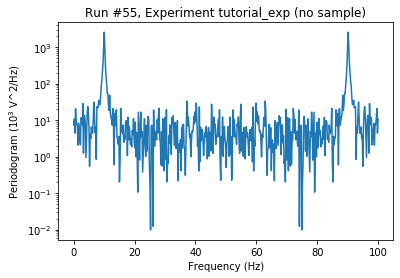 Run #55, Experiment tutorial_exp (no sample)
Periodogram (10³ V^2/Hz)
10³
10²
10¹
10⁰
10⁻¹
10⁻²
0 20 40 60 80 100
Frequency (Hz)